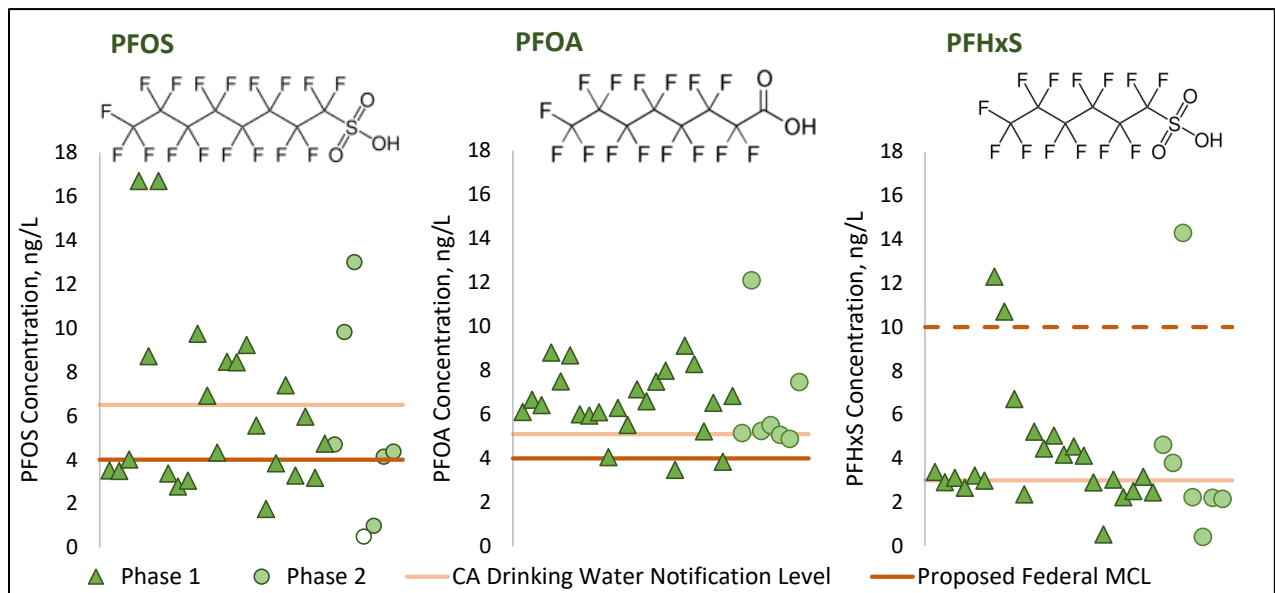 PFOS
F F F F F F F F
F
O
S
OH
O
F F F F F F F F
18
16
14
12
10
8
6
4
2
0
PFOS Concentration, ng/L
PFOA
F F F F F F
F
O
OH
F F F F F F F F
18
16
14
12
10
8
6
4
2
0
PFOA Concentration, ng/L
PFHxS
F F F F F F
F
O
S
OH
O
F F F F F F
18
16
14
12
10
8
6
4
2
0
PFHxS Concentration, ng/L
Phase 1 Phase 2 CA Drinking Water Notification Level Proposed Federal MCL